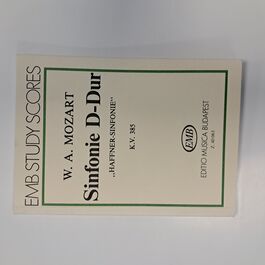 EMB STUDY SCORES
W. A. MOZART
Sinfonie D-Dur
„HAFFNER-SINFONIE"
K.V. 385
EMB
EDITIO MUSICA BUDAPEST